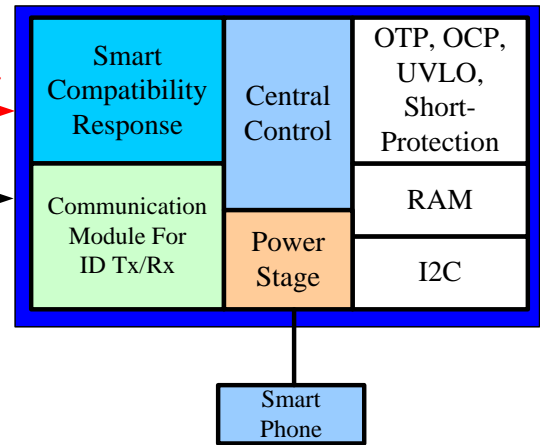 Smart
Compatibility
Response
Communication
Module For
ID Tx/Rx
Central
Control
Power
Stage
OTP, OCP,
UVLO,
Short-
Protection
RAM
I2C
Smart
Phone